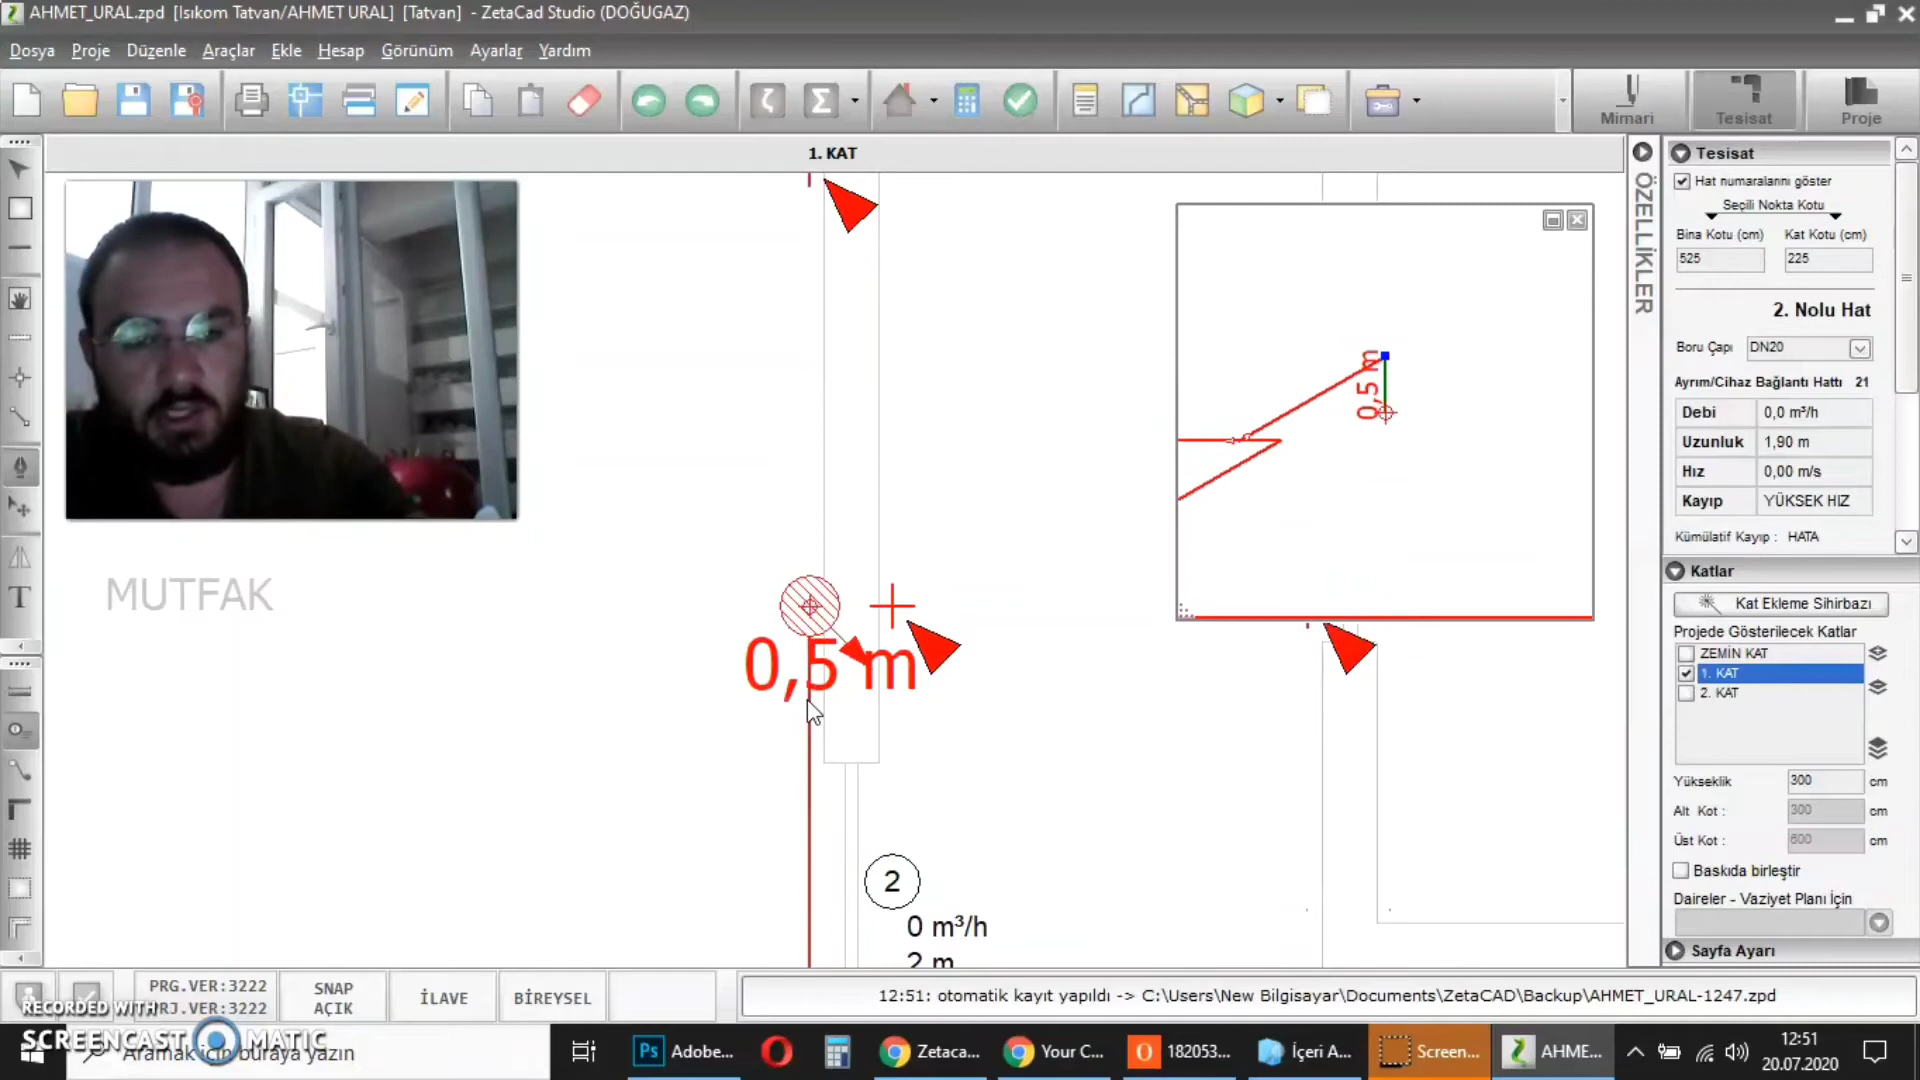 AHMET_URAL.zpd [Isıkom Tatvan/AHMET URAL] [Tatvan] - ZetaCad Studio (DOĞUGAZ)
Dosya Proje Düzenle Araçlar Ekle Hesap Görünüm Ayarlar Yardım
Mimari Tesisat Proje
1. KAT
ÖZELLİKLER
MUTFAK
0,5 m
2
0 m³/h
2 m
0,5 m
Tesisat
Hat numaralarını göster
Seçili Nokta Kotu
Bina Kotu (cm) Kat Kotu (cm)
525 225
2. Nolu Hat
Boru Çapı DN20
Ayrım/Cihaz Bağlantı Hattı 21
Debi 0,0 m³/h
Uzunluk 1,90 m
Hız 0,00 m/s
Kayıp YÜKSEK HIZ
Kümülatif Kayıp : HATA
Katlar
Kat Ekleme Sihirbazı
Projede Gösterilecek Katlar
ZEMİN KAT
1. KAT
2. KAT
Yükseklik 300 cm
Alt Kot : 300 cm
Üst Kot : 600 cm
Baskıda birleştir
Daireler - Vaziyet Planı İçin
Sayfa Ayarı
PRG.VER:3222
PRJ.VER:3222
SNAP
AÇIK
İLAVE
BİREYSEL
12:51: otomatik kayıt yapıldı -> C:\Users\New Bilgisayar\Documents\ZetaCAD\Backup\AHMET_URAL-1247.zpd
RECORDED WITH
SCREENCAST MATIC
Aramak için buraya yazın
Adobe...
Zetaca...
Your C...
182053...
İçeri A...
Screen...
AHME...
12:51
20.07.2020